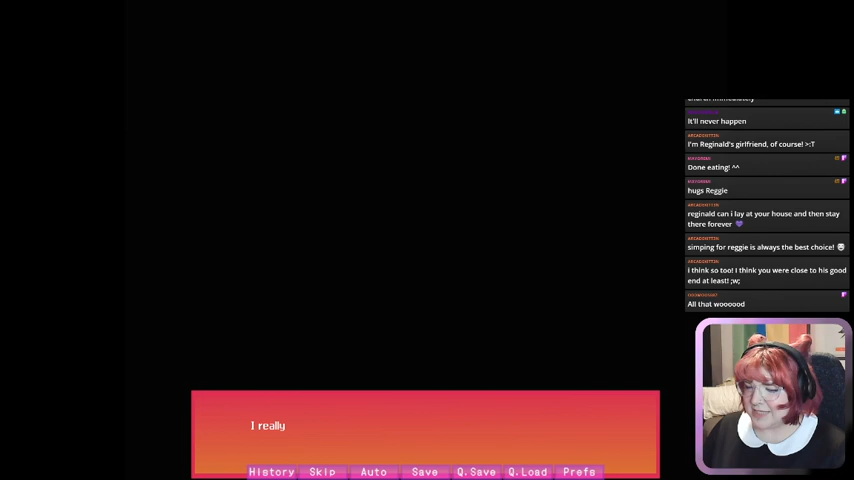 It'll never happen
ARCADOUTTIN
I'm Reginald's girlfriend, of course! >:T
Done eating! ^^
hugs Reggie
reginald can i lay at your house and then stay
there forever 💜
simping for reggie is always the best choice!
i think so too! I think you were close to his good
end at least! ;w;
All that woooood
I really
History Skip Auto Save Q.Save Q.Load Prefs